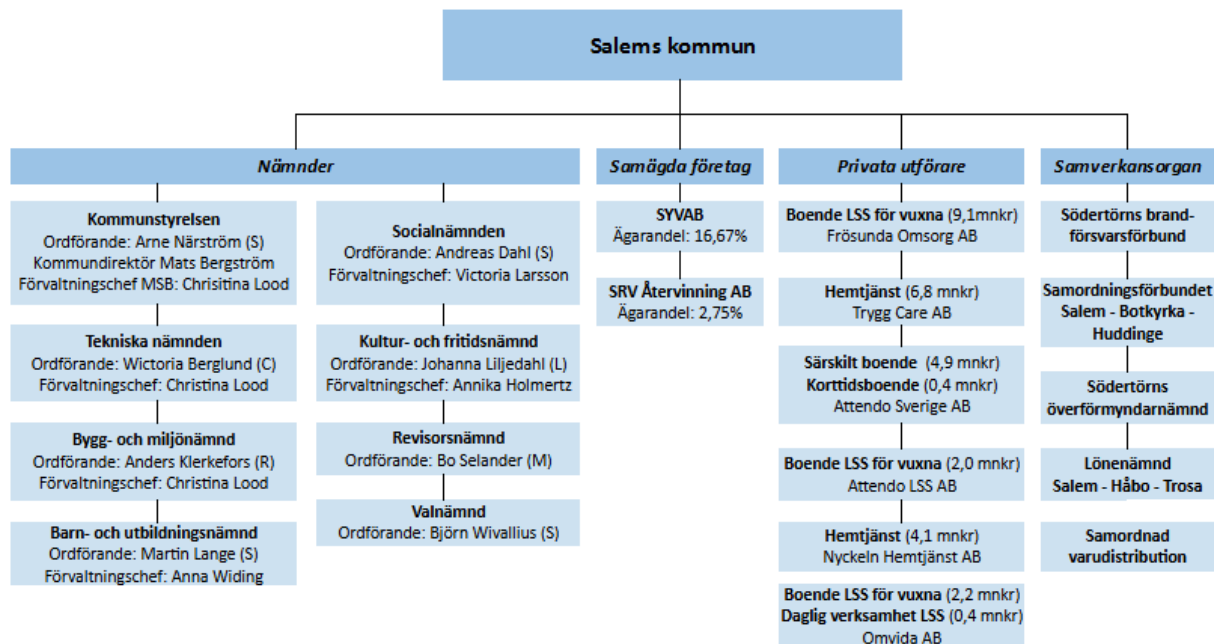 Salems kommun
Nämnder
Kommunstyrelsen
Ordförande: Arne Närström (S)
Kommundirektör Mats Bergström
Förvaltningschef MSB: Chrisitina Lood
Tekniska nämnden
Ordförande: Wictoria Berglund (C)
Förvaltningschef: Christina Lood
Bygg- och miljönämnd
Ordförande: Anders Klerkefors (R)
Förvaltningschef: Christina Lood
Barn- och utbildningsnämnd
Ordförande: Martin Lange (S)
Förvaltningschef: Anna Widing
Socialnämnden
Ordförande: Andreas Dahl (S)
Förvaltningschef: Victoria Larsson
Kultur- och fritidsnämnd
Ordförande: Johanna Liljedahl (L)
Förvaltningschef: Annika Holmertz
Revisorsnämnd
Ordförande: Bo Selander (M)
Valnämnd
Ordförande: Björn Wivallius (S)
Samägda företag
SYVAB
Ägarandel: 16,67%
SRV Återvinning AB
Ägarandel: 2,75%
Privata utförare
Boende LSS för vuxna (9,1mnkr)
Frösunda Omsorg AB
Hemtjänst (6,8 mnkr)
Trygg Care AB
Särskilt boende (4,9 mnkr)
Korttidsboende (0,4 mnkr)
Attendo Sverige AB
Boende LSS för vuxna (2,0 mnkr)
Attendo LSS AB
Hemtjänst (4,1 mnkr)
Nyckeln Hemtjänst AB
Boende LSS för vuxna (2,2 mnkr)
Daglig verksamhet LSS (0,4 mnkr)
Omvida AB
Samverkansorgan
Södertörns brand-
försvarsförbund
Samordningsförbundet
Salem - Botkyrka -
Huddinge
Södertörns
överförmyndarnämnd
Lönenämnd
Salem - Håbo - Trosa
Samordnad
varudistribution